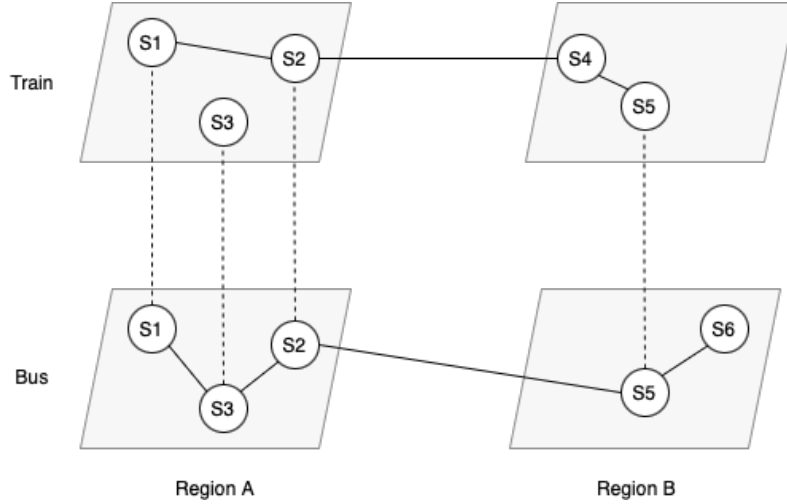 S1
S2
S4
Train
S5
S3
S1
S2
S6
Bus
S5
S3
Region A
Region B